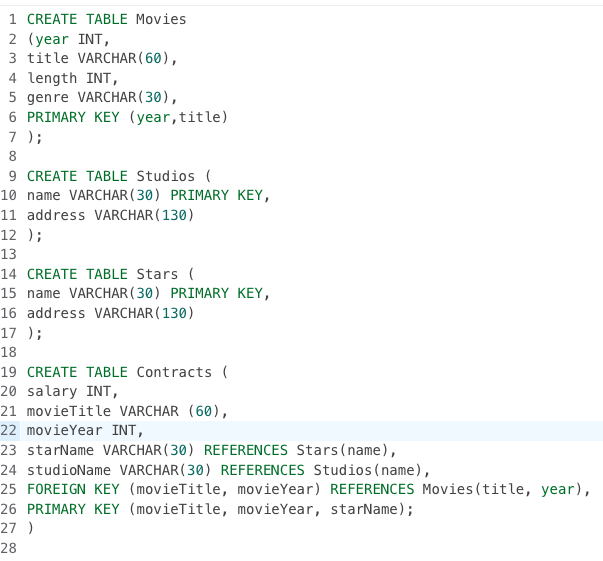 1 CREATE TABLE Movies
2 (year INT,
3 title VARCHAR(60),
4 length INT,
5 genre VARCHAR(30),
6 PRIMARY KEY (year,title)
7 );
8
9 CREATE TABLE Studios (
10 name VARCHAR(30) PRIMARY KEY,
11 address VARCHAR(130)
12 );
13
14 CREATE TABLE Stars (
15 name VARCHAR(30) PRIMARY KEY,
16 address VARCHAR(130)
17 );
18
19 CREATE TABLE Contracts (
20 salary INT,
21 movieTitle VARCHAR (60),
22 movieYear INT,
23 starName VARCHAR(30) REFERENCES Stars(name),
24 studioName VARCHAR(30) REFERENCES Studios(name),
25 FOREIGN KEY (movieTitle, movieYear) REFERENCES Movies(title, year),
26 PRIMARY KEY (movieTitle, movieYear, starName);
27 )
28